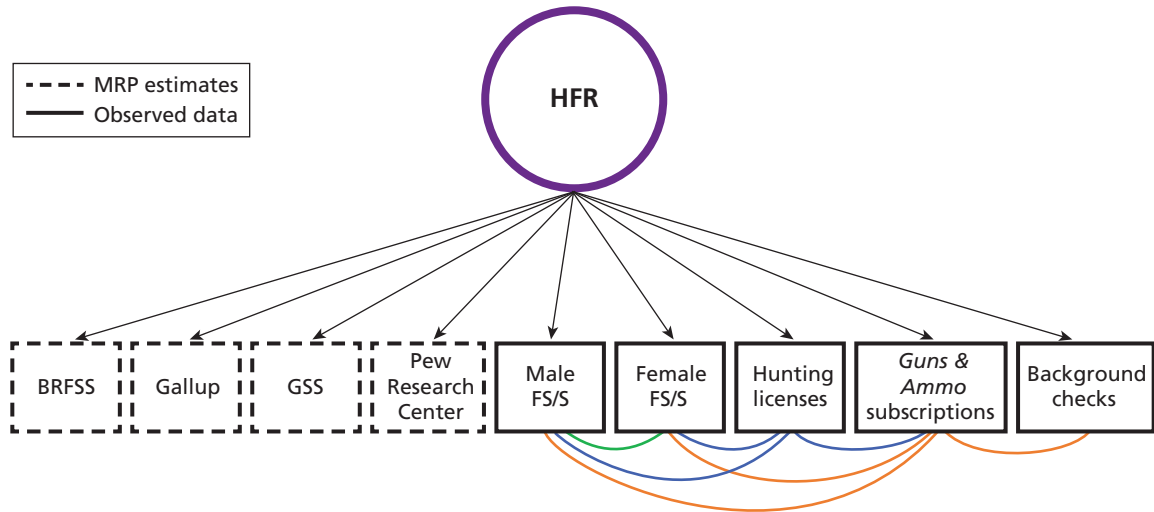 HFR
MRP estimates
Observed data
BRFSS
Gallup
GSS
Pew
Research
Center
Male
FS/S
Female
FS/S
Hunting
licenses
Guns &
Ammo
subscriptions
Background
checks